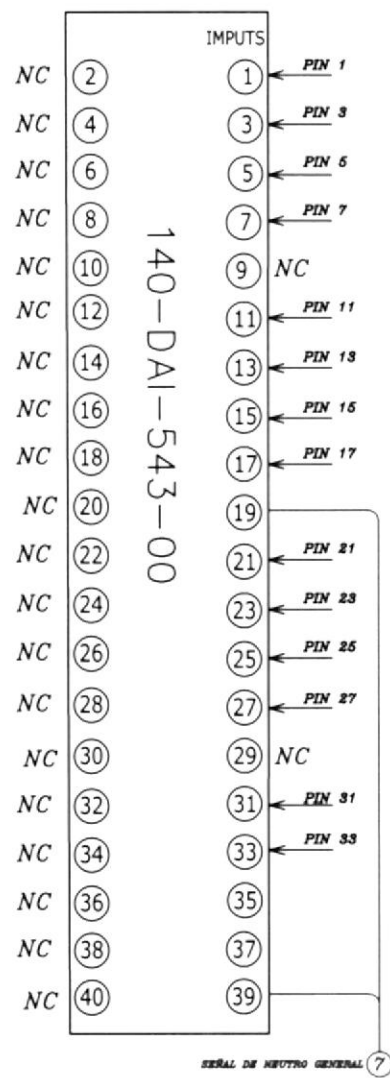 IMPUTS
NC 2 1 PIN 1
NC 4 3 PIN 3
NC 6 5 PIN 5
NC 8 7 PIN 7
NC 10 9 NC
NC 12 11 PIN 11
NC 14 13 PIN 13
NC 16 15 PIN 15
NC 18 17 PIN 17
NC 20 19
NC 22 21 PIN 21
NC 24 23 PIN 23
NC 26 25 PIN 25
NC 28 27 PIN 27
NC 30 29 NC
NC 32 31 PIN 31
NC 34 33 PIN 33
NC 36 35
NC 38 37
NC 40 39
140-DAI-543-00
SEÑAL DE NEUTRO GENERAL 7